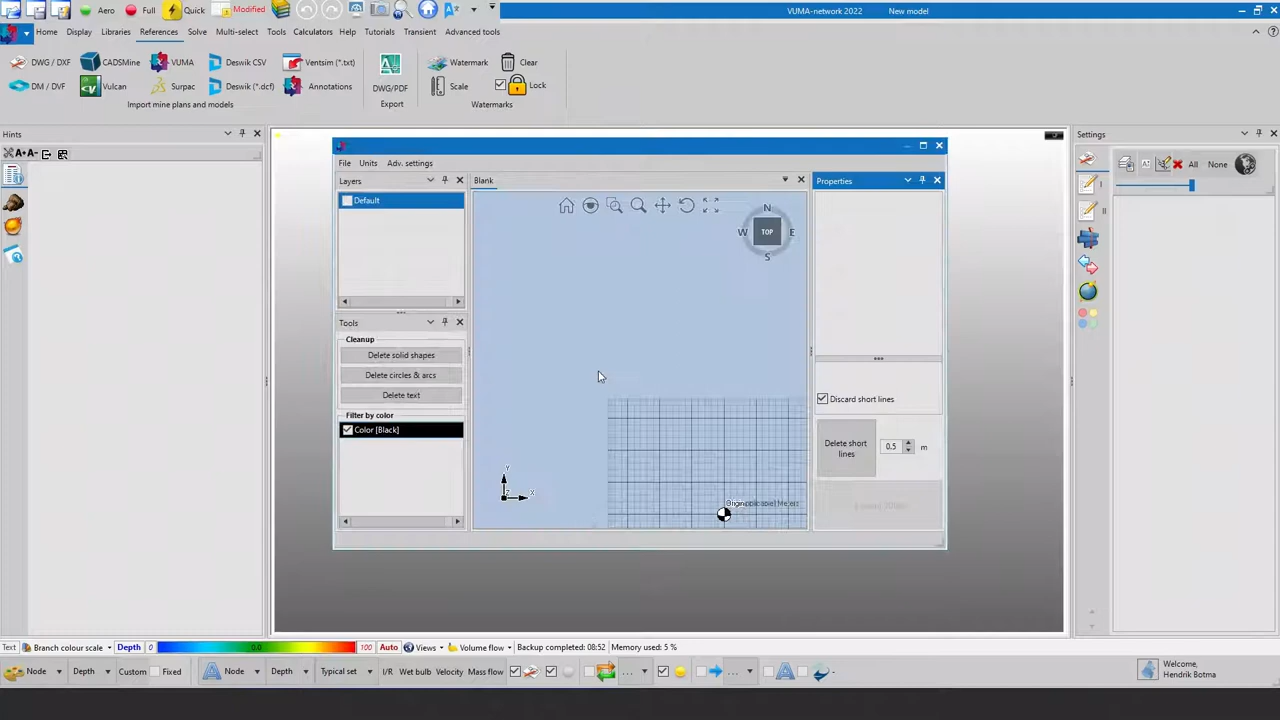 Aero Full Quick Modified VUMA-network 2022 New model
Home Display Libraries References Solve Multi-select Tools Calculators Help Tutorials Transient Advanced tools
DWG / DXF CADSMine VUMA Deswik CSV Ventsim (*.txt) Watermark Clear
DM / DVF Vulcan Surpac Deswik (*.dcf) Annotations DWG/PDF Scale Lock
Import mine plans and models Export Watermarks
Hints
A+ A-
Settings
All None
File Units Adv. settings
Layers
Default
Blank
Properties
N
W TOP E
S
Tools
Cleanup
Delete solid shapes
Delete circles & arcs
Delete text
Filter by color
Color [Black]
Y
Z X
Discard short lines
Delete short
lines
0.5 m
Text Branch colour scale Depth 0 0.0 100 Auto Views Volume flow Backup completed: 08:52 Memory used: 5 %
Node Depth Custom Fixed A Node Depth Typical set I/R Wet bulb Velocity Mass flow ... ... A
Welcome,
Hendrik Botma